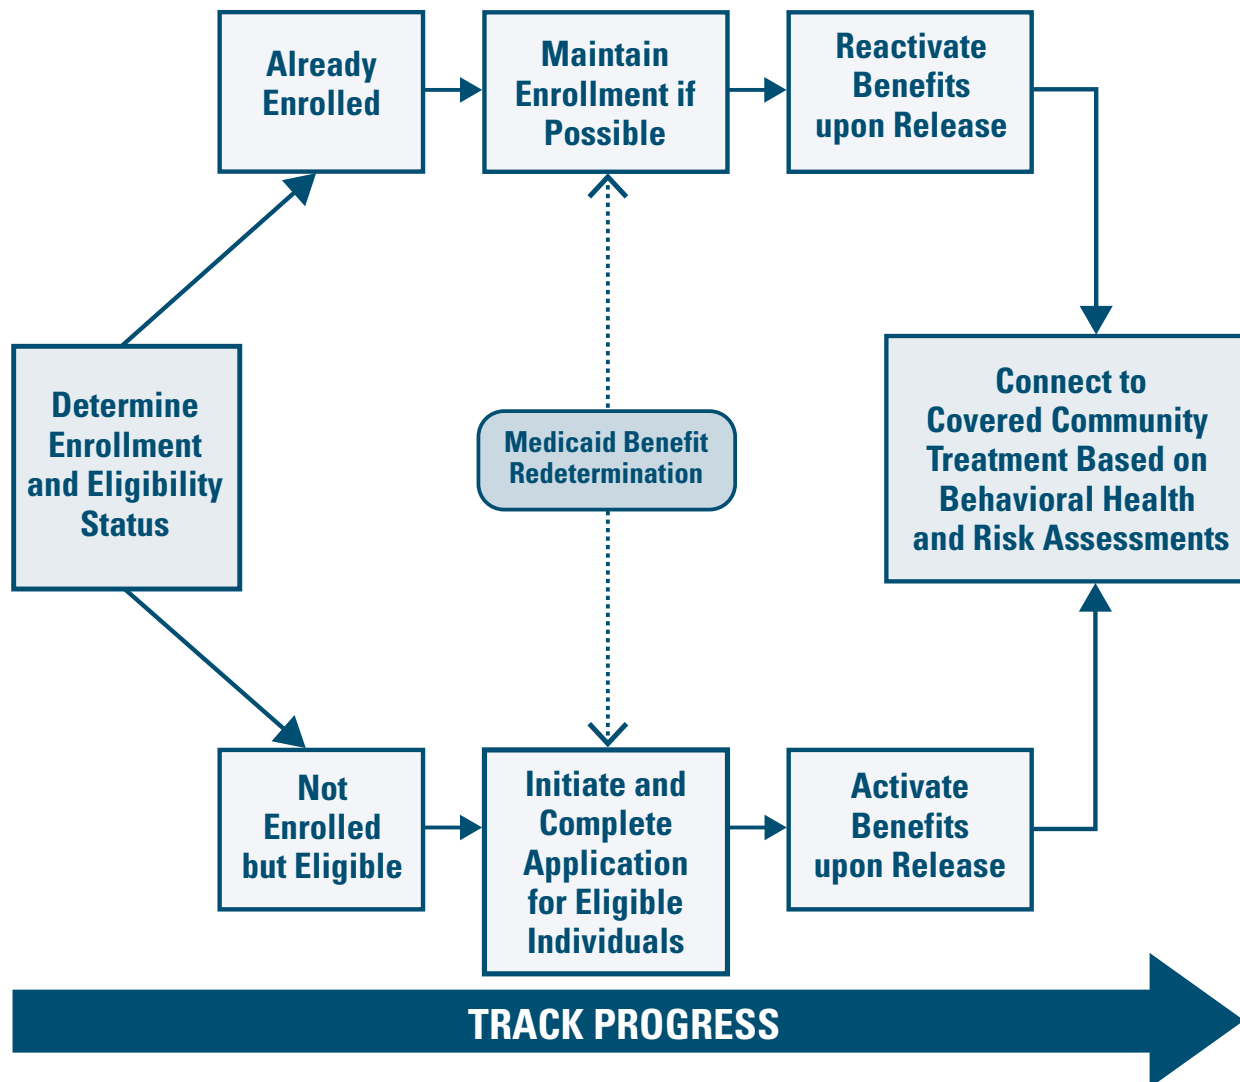 Already
Enrolled
Maintain
Enrollment if
Possible
Reactivate
Benefits
upon Release
Determine
Enrollment
and Eligibility
Status
Medicaid Benefit
Redetermination
Connect to
Covered Community
Treatment Based on
Behavioral Health
and Risk Assessments
Not
Enrolled
but Eligible
Initiate and
Complete
Application
for Eligible
Individuals
Activate
Benefits
upon Release
TRACK PROGRESS